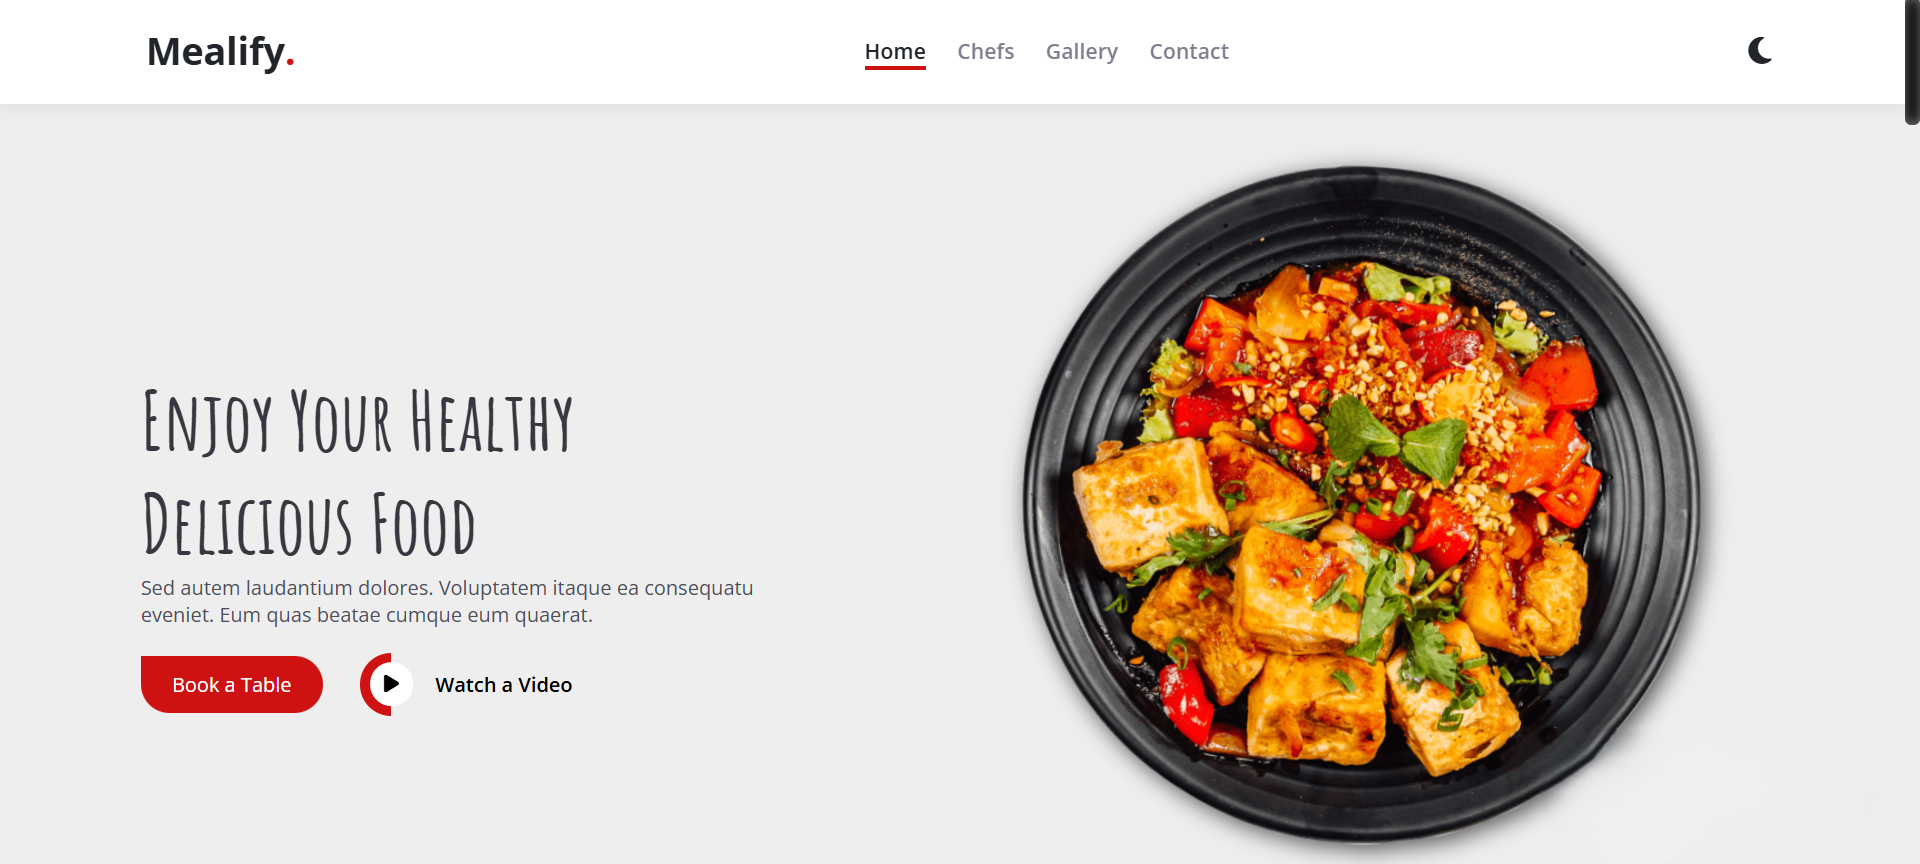 Mealify.
Home Chefs Gallery Contact
Enjoy Your Healthy
Delicious Food
Sed autem laudantium dolores. Voluptatem itaque ea consequatu
eveniet. Eum quas beatae cumque eum quaerat.
Book a Table Watch a Video